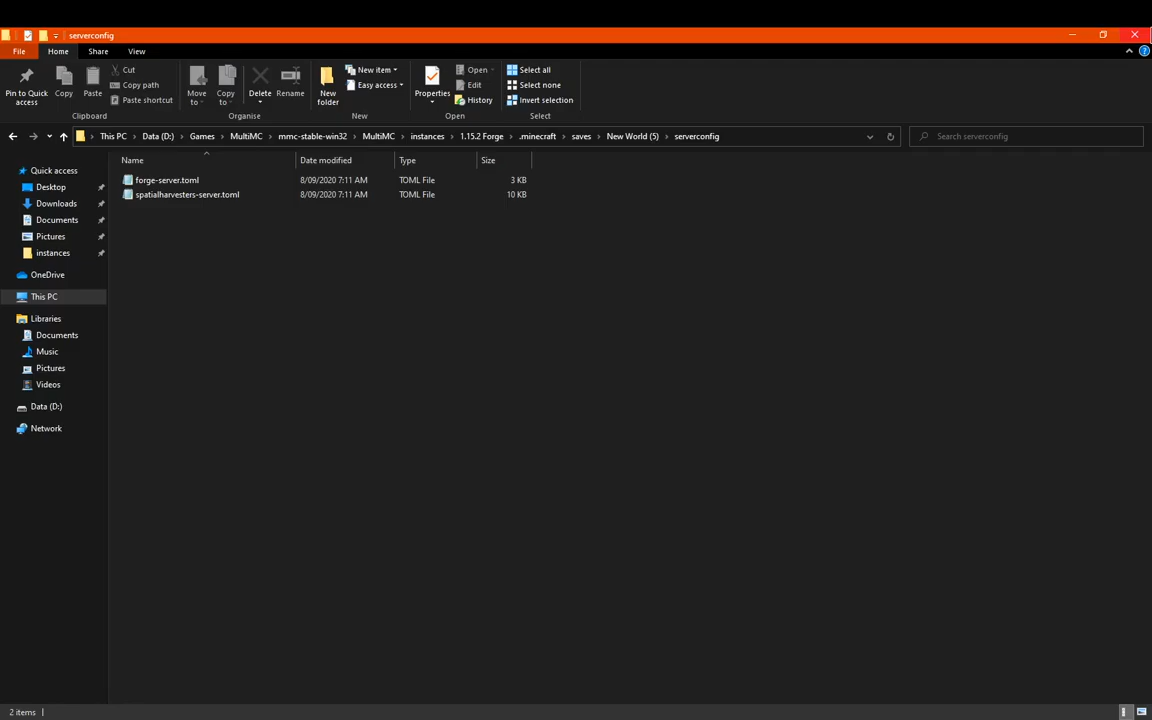 serverconfig
File Home Share View
Pin to Quick access
Copy
Paste
Cut
Copy path
Paste shortcut
Clipboard
Move to
Copy to
Delete
Rename
Organise
New folder
New item
Easy access
New
Properties
Open
Edit
History
Open
Select all
Select none
Invert selection
Select
This PC Data (D:) Games MultiMC mmc-stable-win32 MultiMC instances 1.15.2 Forge .minecraft saves New World (5) serverconfig
Search serverconfig
Name Date modified Type Size
forge-server.toml 8/09/2020 7:11 AM TOML File 3 KB
spatialharvesters-server.toml 8/09/2020 7:11 AM TOML File 10 KB
Quick access
Desktop
Downloads
Documents
Pictures
instances
OneDrive
This PC
Libraries
Documents
Music
Pictures
Videos
Data (D:)
Network
2 items